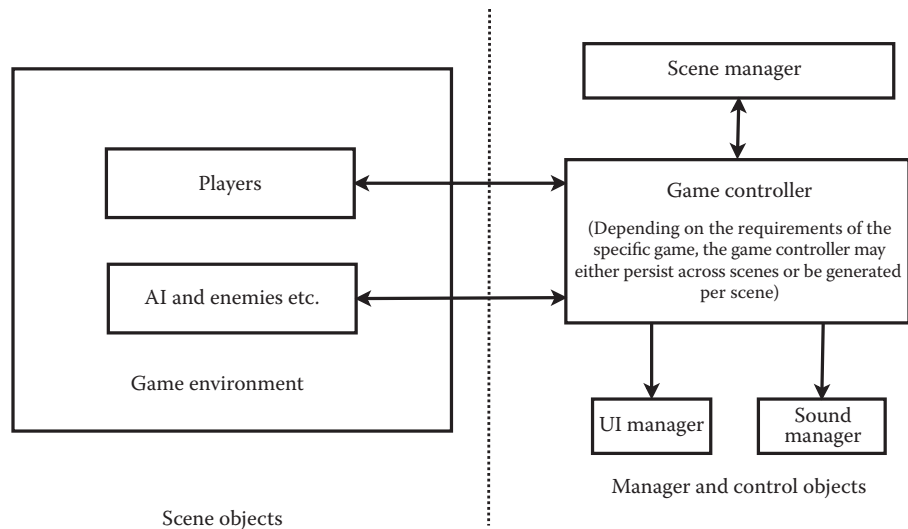 Players
AI and enemies etc.
Game environment
Scene objects
Scene manager
Game controller
(Depending on the requirements of the
specific game, the game controller may
either persist across scenes or be generated
per scene)
UI manager
Sound
manager
Manager and control objects